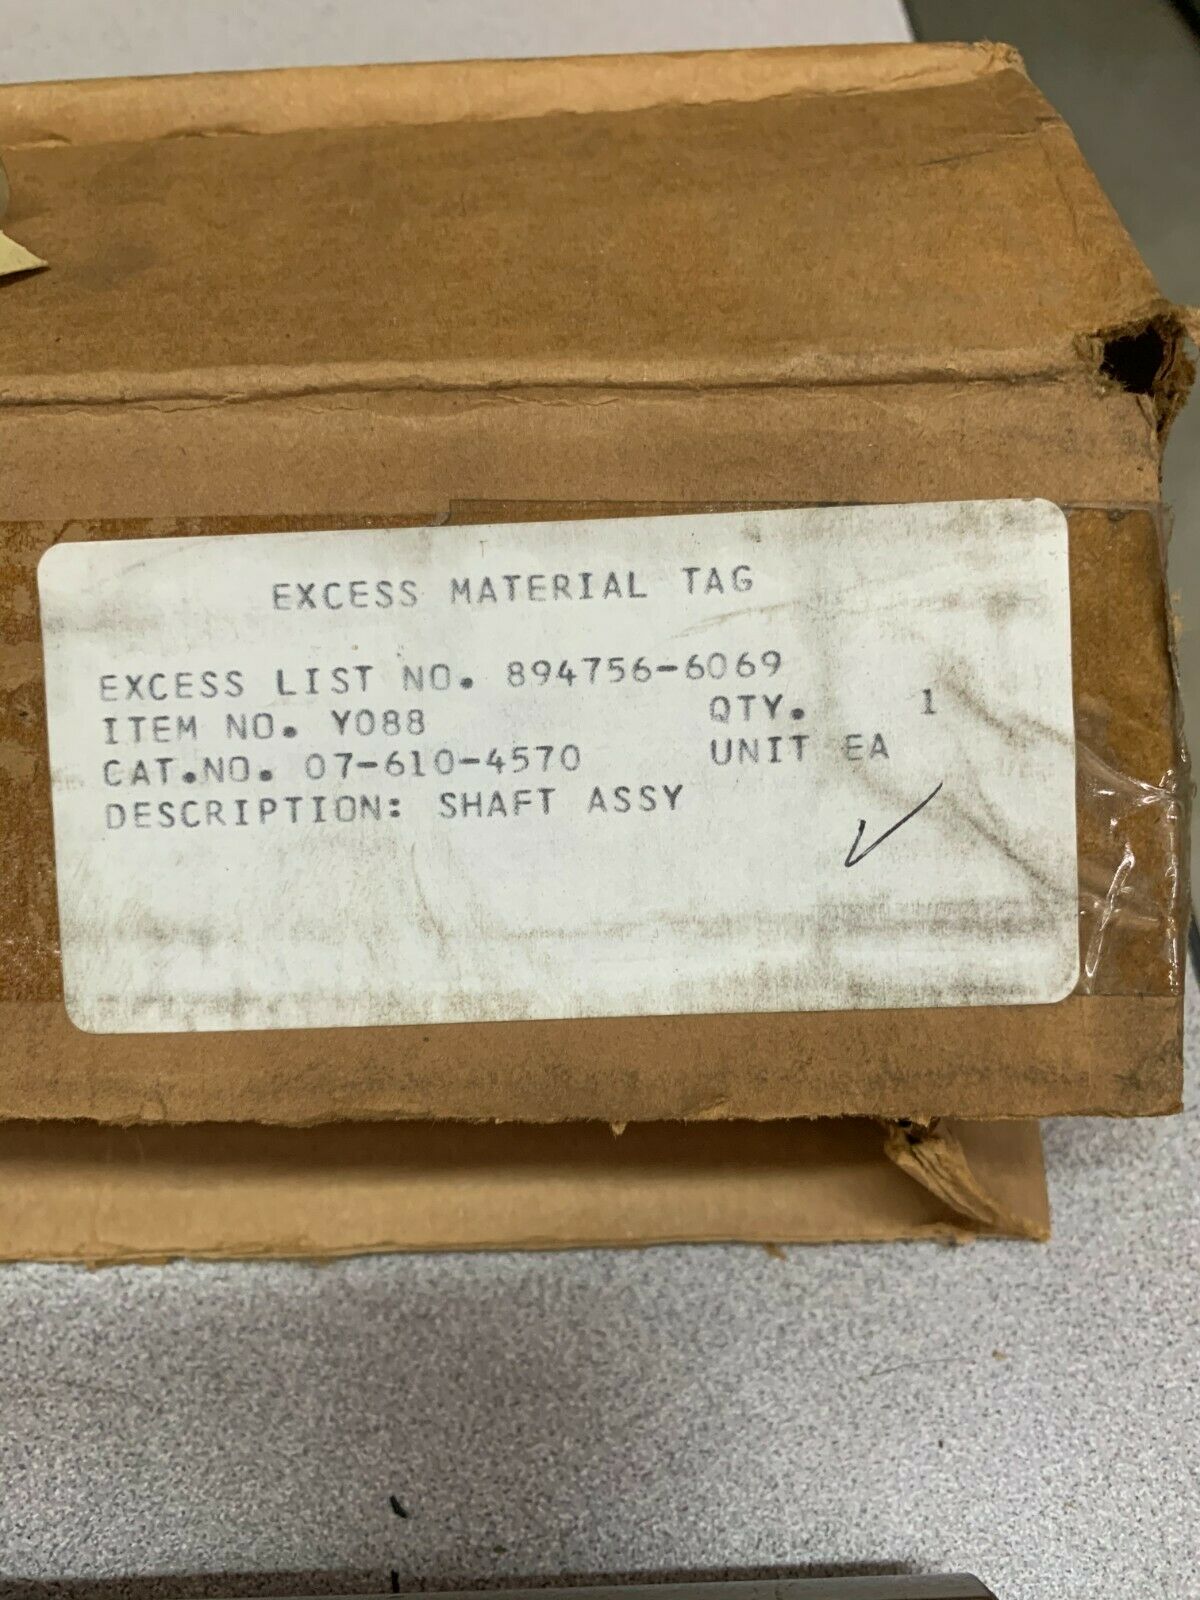 EXCESS MATERIAL TAG
EXCESS LIST NO. 894756-6069
ITEM NO. Y088 QTY. 1
CAT.NO. 07-610-4570 UNIT EA
DESCRIPTION: SHAFT ASSY